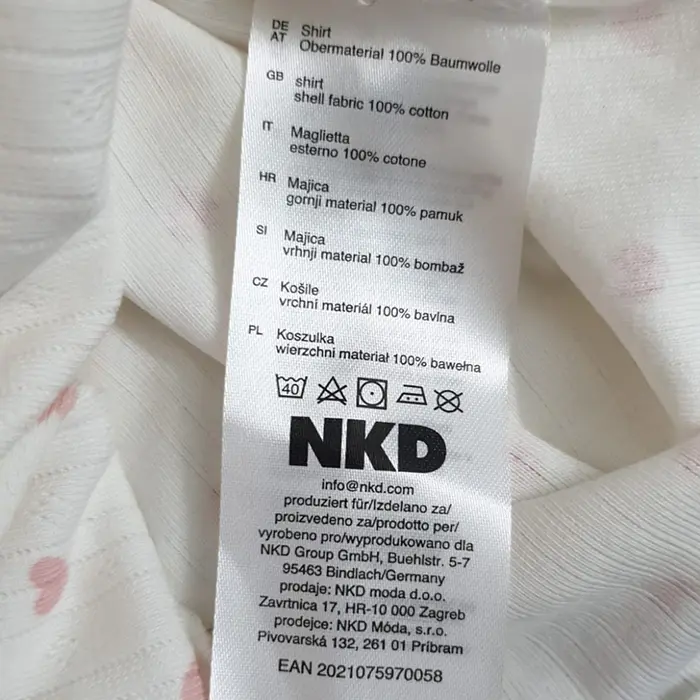 DE AT Shirt
Obermaterial 100% Baumwolle
GB shirt
shell fabric 100% cotton
IT Maglietta
esterno 100% cotone
HR Majica
gornji material 100% pamuk
SI Majica
vrhnji material 100% bombaž
CZ Košile
vrchní materiál 100% bavlna
PL Koszulka
wierzchni materiał 100% bawełna
40
NKD
info@nkd.com
produziert für/Izdelano za/
proizvedeno za/prodotto per/
vyrobeno pro/wyprodukowano dla
NKD Group GmbH, Buehlstr. 5-7
95463 Bindlach/Germany
prodaje: NKD moda d.o.o.
Zavrtnica 17, HR-10 000 Zagreb
prodejce: NKD Móda, s.r.o.
Pivovarská 132, 261 01 Příbram
EAN 2021075970058